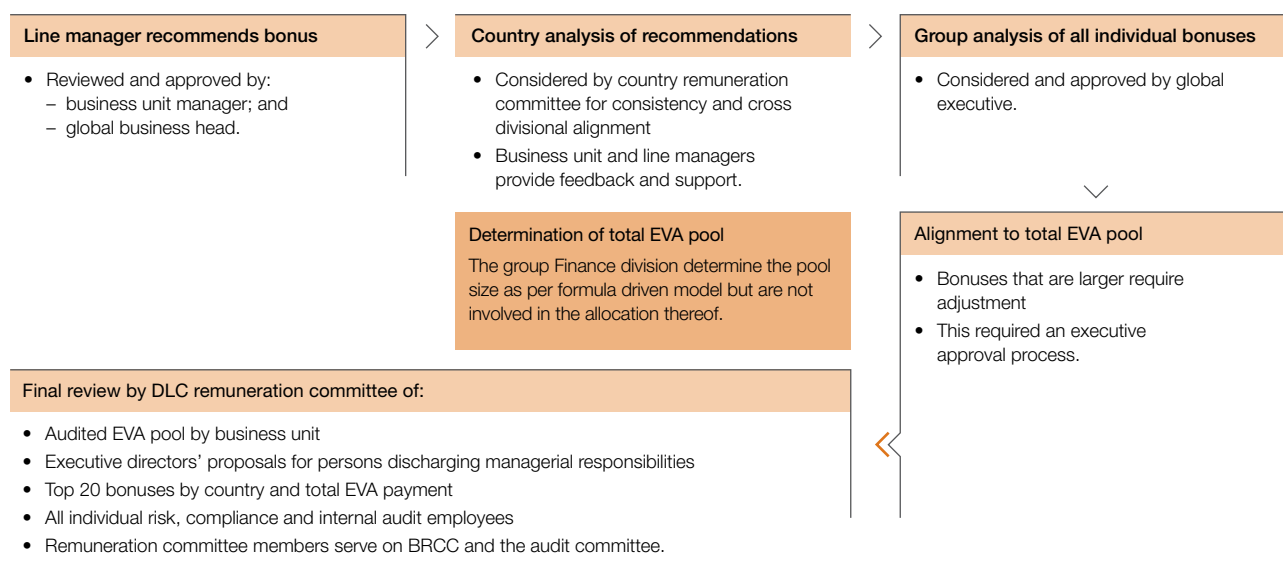 Line manager recommends bonus
• Reviewed and approved by:
– business unit manager; and
– global business head.
Country analysis of recommendations
• Considered by country remuneration
committee for consistency and cross
divisional alignment
• Business unit and line managers
provide feedback and support.
Group analysis of all individual bonuses
• Considered and approved by global
executive.
Determination of total EVA pool
The group Finance division determine the pool
size as per formula driven model but are not
involved in the allocation thereof.
Alignment to total EVA pool
• Bonuses that are larger require
adjustment
• This required an executive
approval process.
Final review by DLC remuneration committee of:
• Audited EVA pool by business unit
• Executive directors’ proposals for persons discharging managerial responsibilities
• Top 20 bonuses by country and total EVA payment
• All individual risk, compliance and internal audit employees
• Remuneration committee members serve on BRCC and the audit committee.